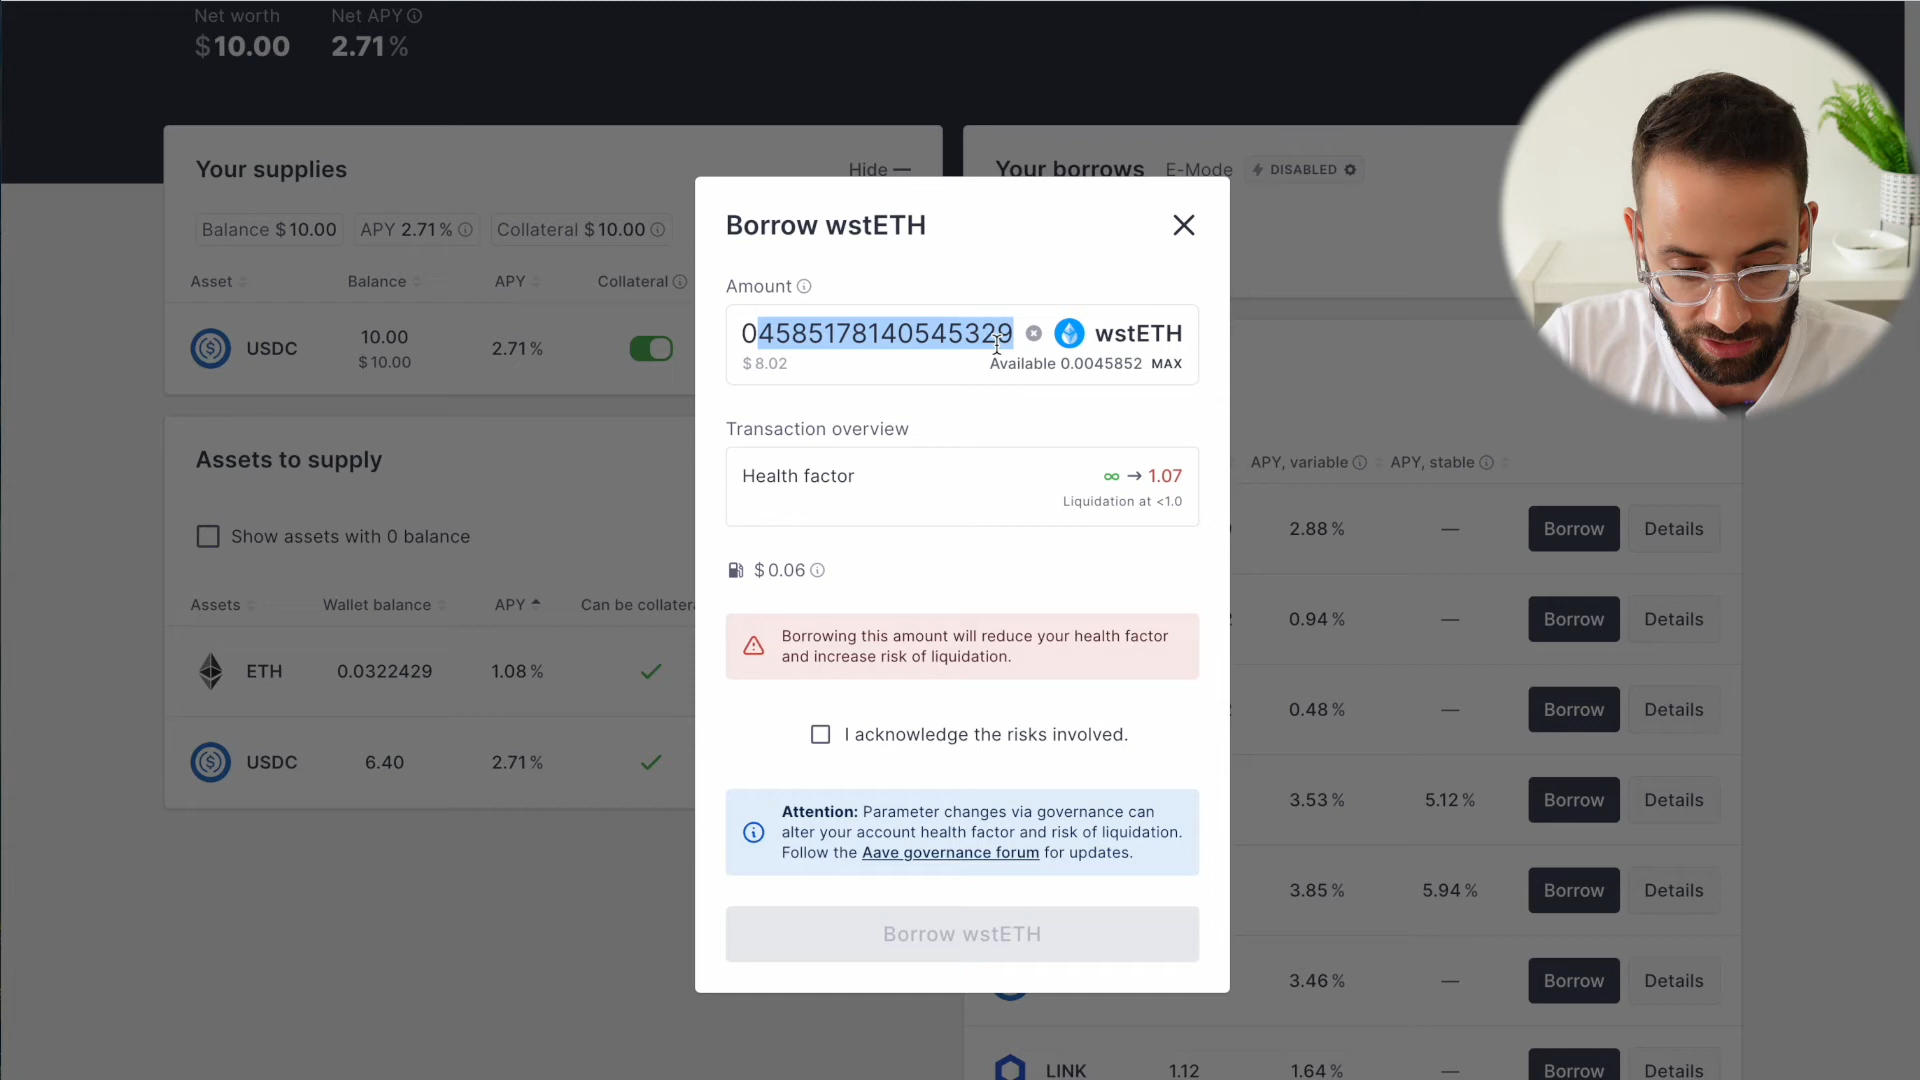 Net worth
$10.00
Net APY
2.71%
Your supplies
Hide
Balance $10.00
APY 2.71%
Collateral $10.00
Asset
Balance
APY
Collateral
USDC
10.00
$10.00
2.71%
Assets to supply
Show assets with 0 balance
Assets
Wallet balance
APY
Can be collater
ETH
0.0322429
1.08%
USDC
6.40
2.71%
Your borrows
E-Mode
DISABLED
Borrow wstETH
Amount
04585178140545329
wstETH
$8.02
Available 0.0045852 MAX
Transaction overview
Health factor
∞ → 1.07
Liquidation at <1.0
$0.06
Borrowing this amount will reduce your health factor
and increase risk of liquidation.
I acknowledge the risks involved.
Attention: Parameter changes via governance can
alter your account health factor and risk of liquidation.
Follow the Aave governance forum for updates.
Borrow wstETH
APY, variable
APY, stable
2.88%
—
Borrow
Details
0.94%
—
Borrow
Details
0.48%
—
Borrow
Details
3.53%
5.12%
Borrow
Details
3.85%
5.94%
Borrow
Details
3.46%
—
Borrow
Details
LINK
1.12
1.64%
—
Borrow
Details